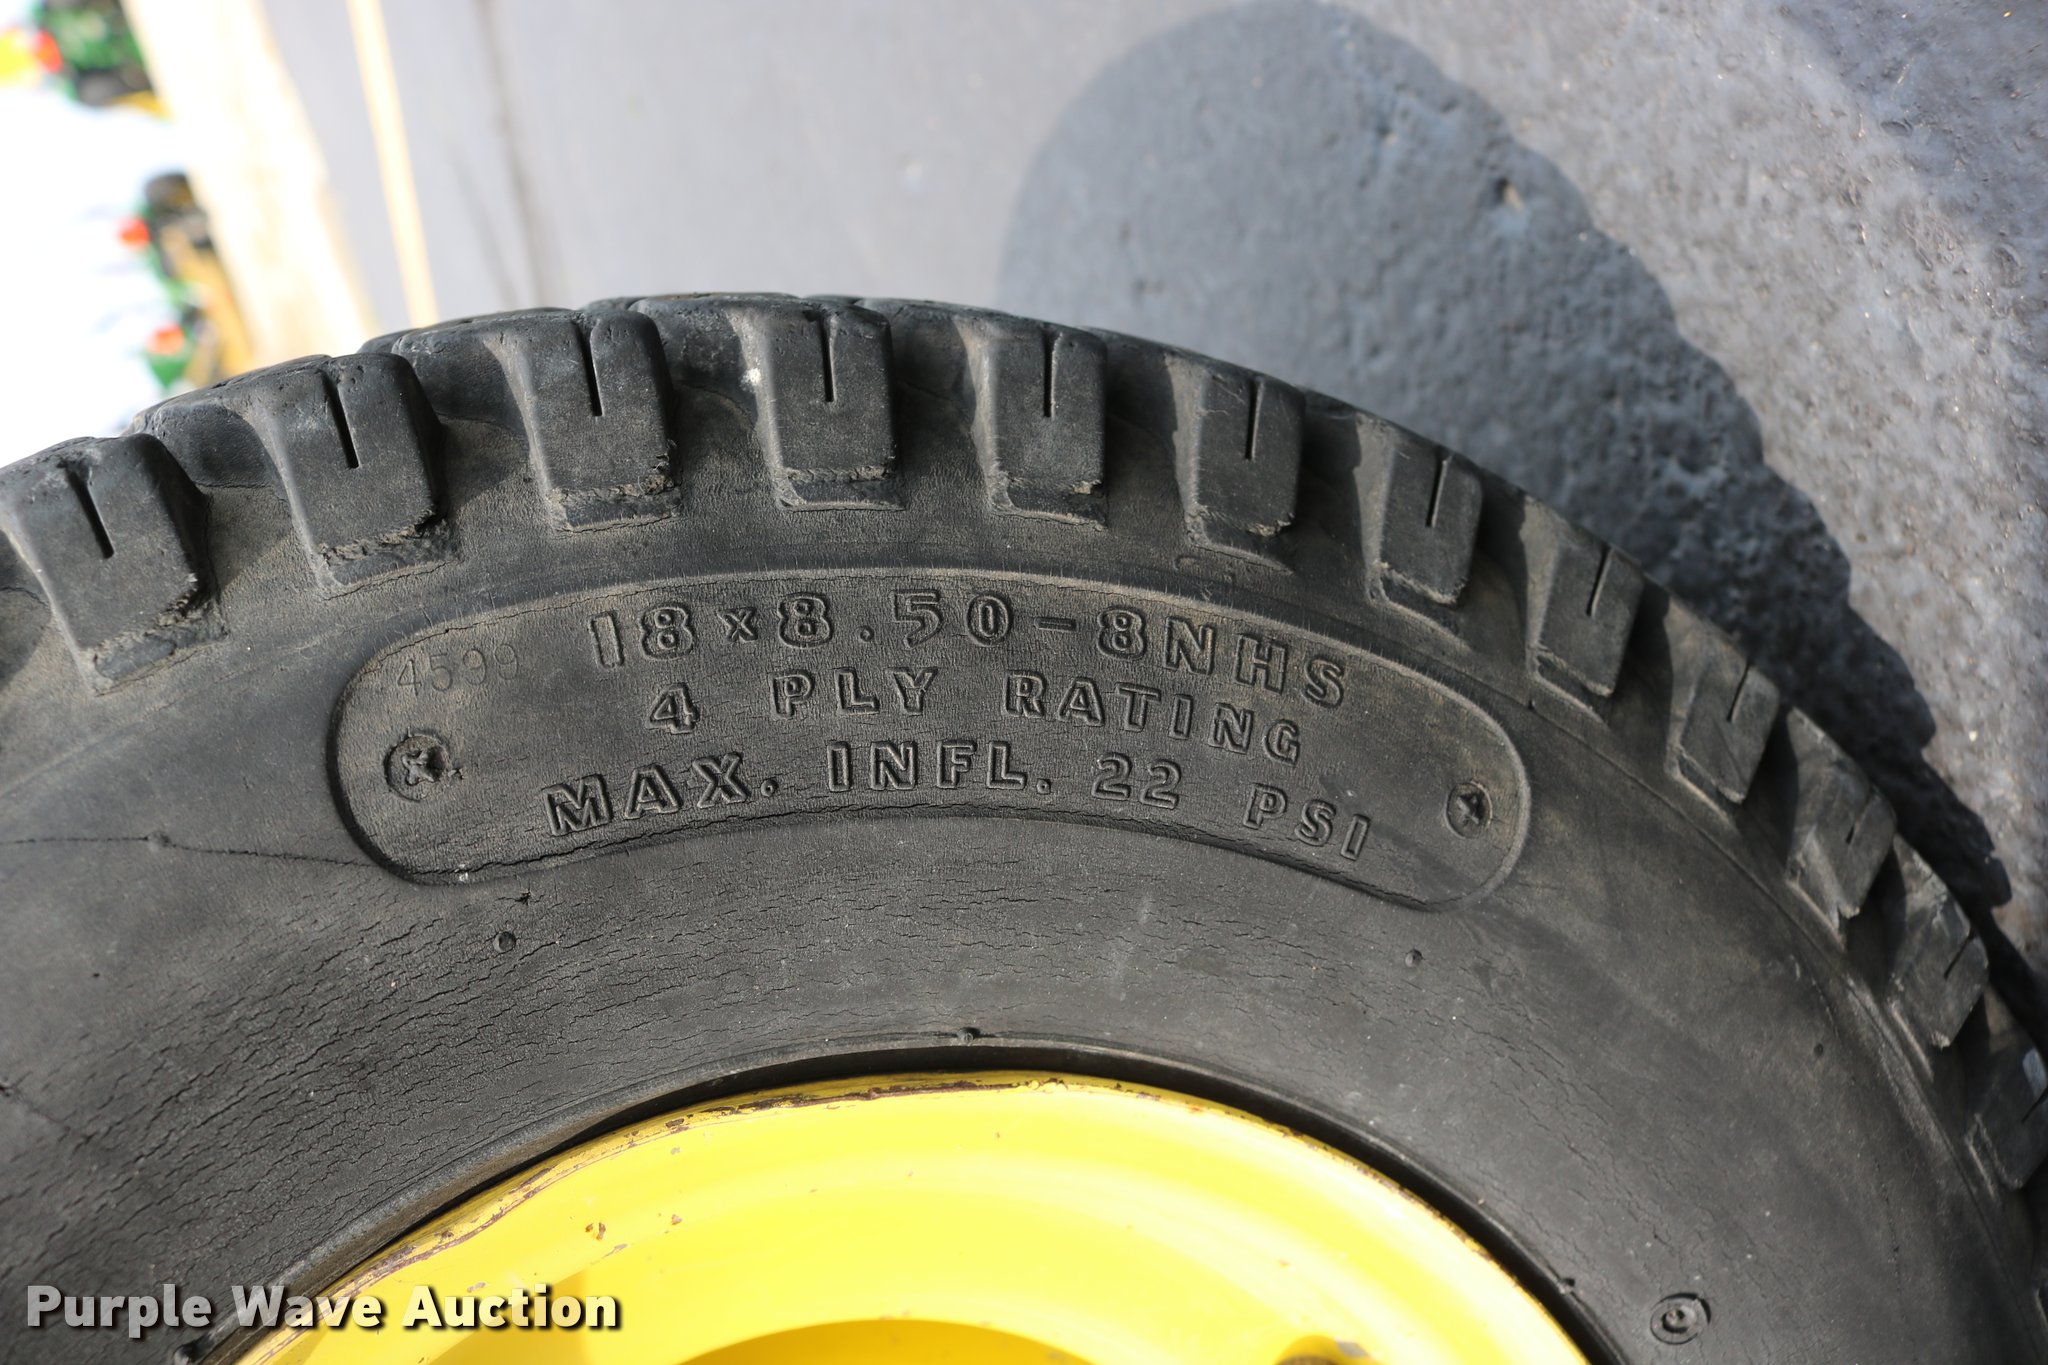 4599
18x8.50-8NHS
4 PLY RATING
MAX. INFL. 22 PSI
Purple Wave Auction